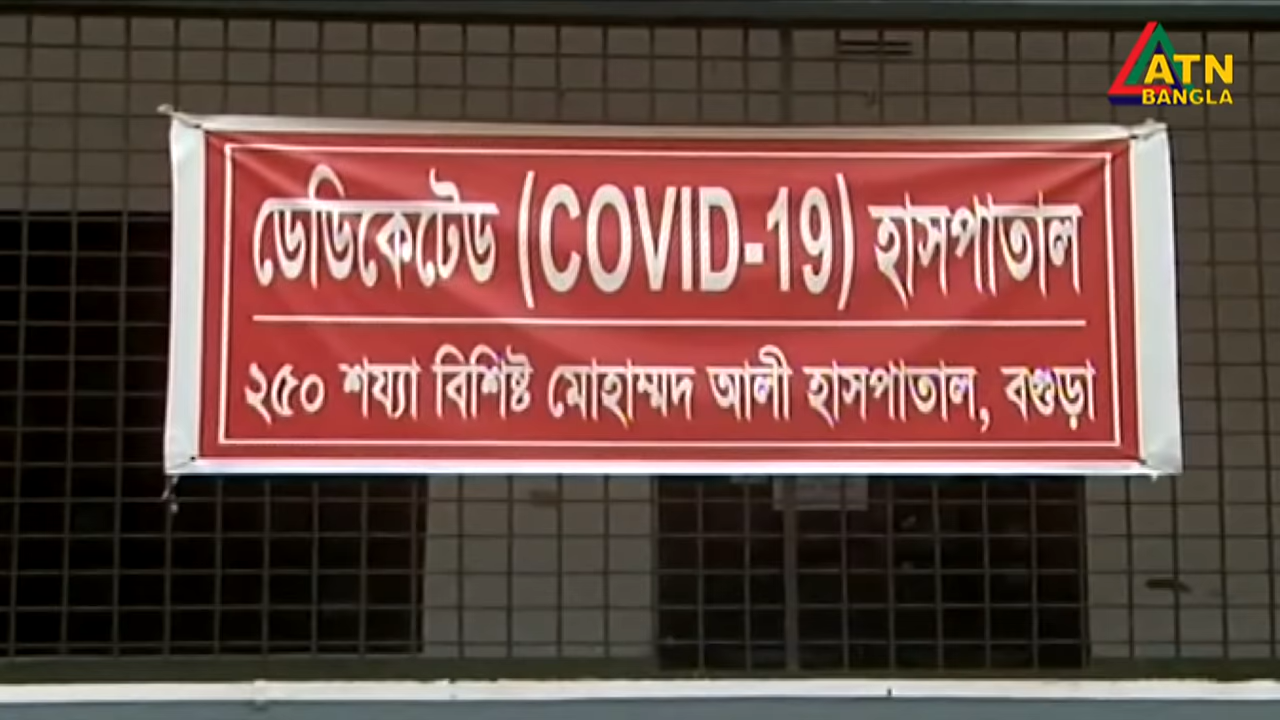 ATN
BANGLA
ডেডিকেটেড (COVID-19) হাসপাতাল
২৫০ শয্যা বিশিষ্ট মোহাম্মদ আলী হাসপাতাল, বগুড়া